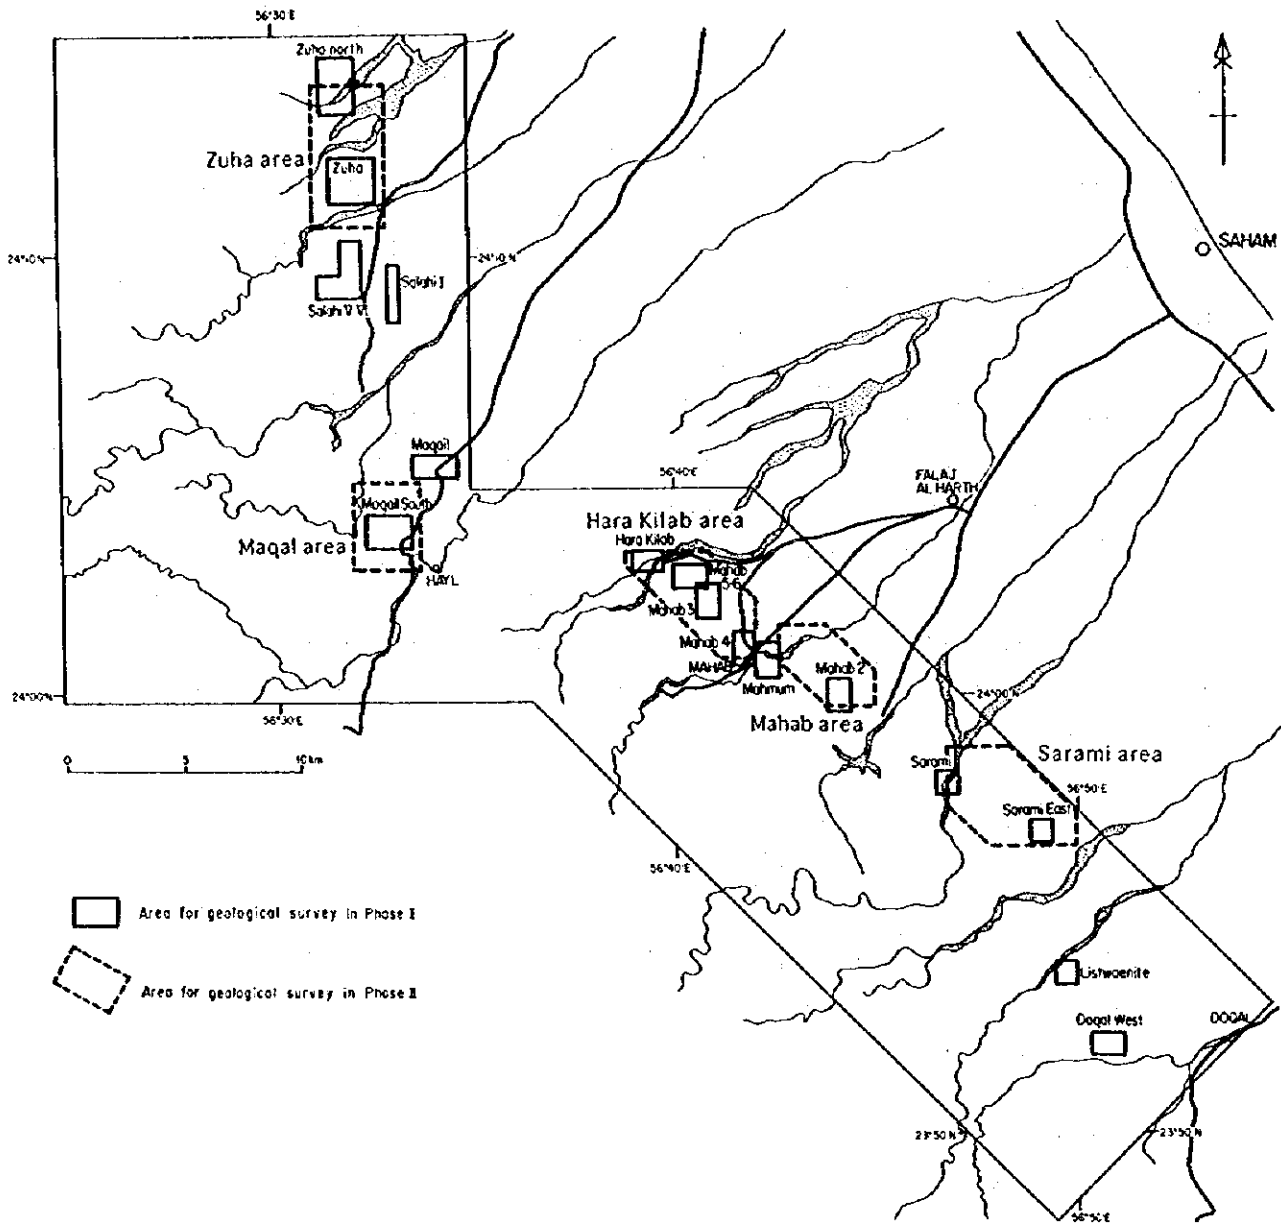 56°30'E
Zuha north
Zuha area
Zuha
SAHAM
24°10'N
24°10'N
Salahi I
Maqail
56°40'E
FALAJ
AL HARTH
Maqail South
Hara Kilab area
Hara Kilab
Maqal area
HAYL
Mahab
5-6
Mahab 3
Mahab 4
MAHAB
Mahab 2
Mahmum
24°00'N
24°00'N
56°30'E
Mahab area
Sarami area
Sarami
0 5 10 km
56°50'E
Sarami East
56°40'E
Area for geological survey in Phase I
Listwaenite
Area for geological survey in Phase II
Doqal West
DOQAL
23°50'N
23°50'N
56°50'E